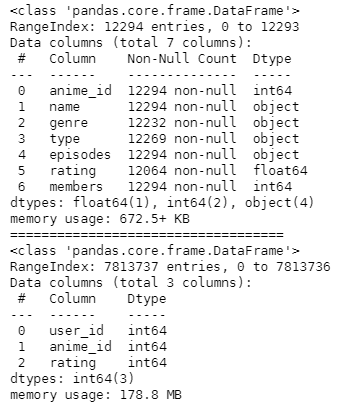 <class 'pandas.core.frame.DataFrame'>
RangeIndex: 12294 entries, 0 to 12293
Data columns (total 7 columns):
 #   Column    Non-Null Count  Dtype
---  ------    --------------  -----
 0   anime_id  12294 non-null  int64
 1   name      12294 non-null  object
 2   genre     12232 non-null  object
 3   type      12269 non-null  object
 4   episodes  12294 non-null  object
 5   rating    12064 non-null  float64
 6   members   12294 non-null  int64
dtypes: float64(1), int64(2), object(4)
memory usage: 672.5+ KB
===================================
<class 'pandas.core.frame.DataFrame'>
RangeIndex: 7813737 entries, 0 to 7813736
Data columns (total 3 columns):
 #   Column    Dtype
---  ------    -----
 0   user_id   int64
 1   anime_id  int64
 2   rating    int64
dtypes: int64(3)
memory usage: 178.8 MB